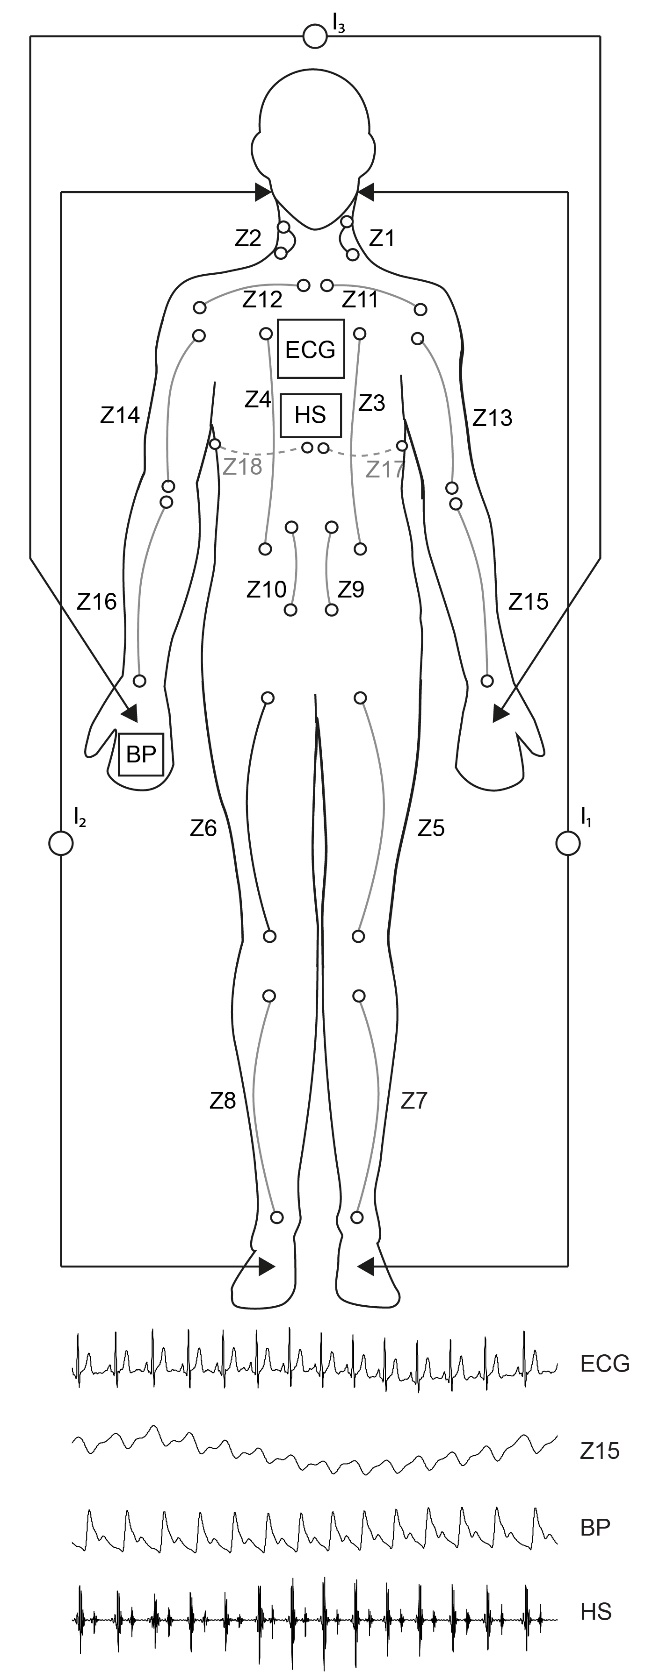 I₃
Z2 Z1
Z12 Z11
ECG
Z4 Z3
HS
Z14 Z13
Z18 Z17
Z10 Z9
Z16 Z15
BP
I₂ I₁
Z6 Z5
Z8 Z7
ECG
Z15
BP
HS